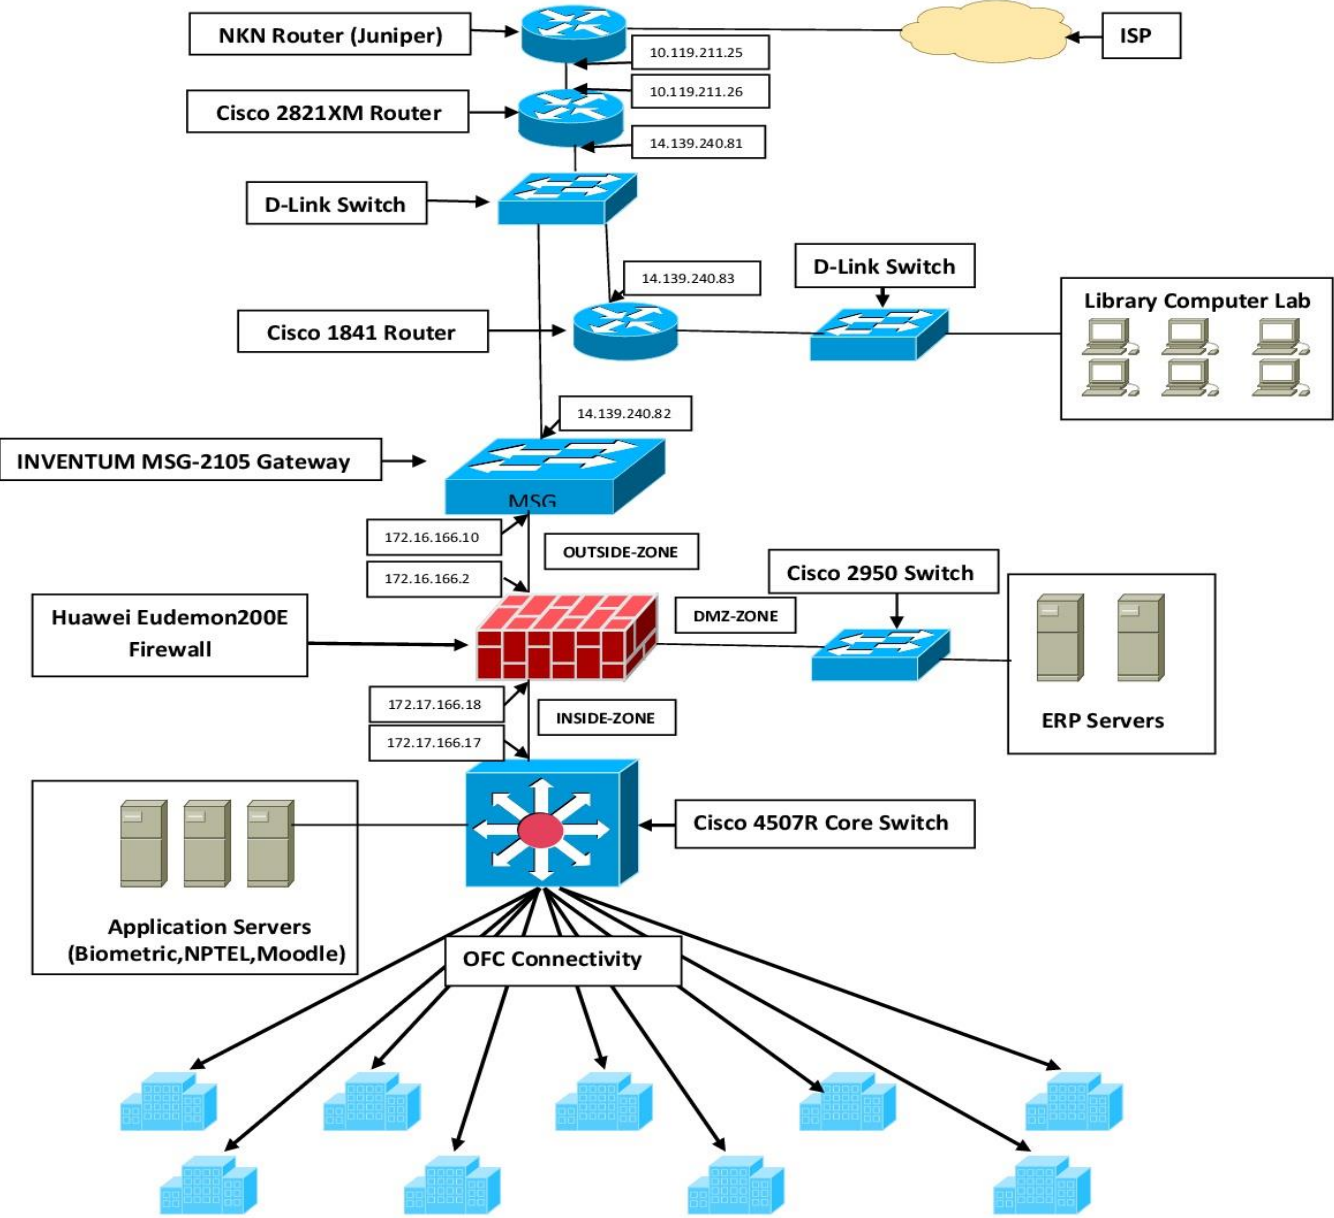 NKN Router (Juniper)
ISP
10.119.211.25
10.119.211.26
Cisco 2821XM Router
14.139.240.81
D-Link Switch
D-Link Switch
14.139.240.83
Library Computer Lab
Cisco 1841 Router
14.139.240.82
INVENTUM MSG-2105 Gateway
MSG
172.16.166.10
OUTSIDE-ZONE
172.16.166.2
Cisco 2950 Switch
Huawei Eudemon200E
Firewall
DMZ-ZONE
172.17.166.18
INSIDE-ZONE
ERP Servers
172.17.166.17
Cisco 4507R Core Switch
Application Servers
(Biometric,NPTEL,Moodle)
OFC Connectivity